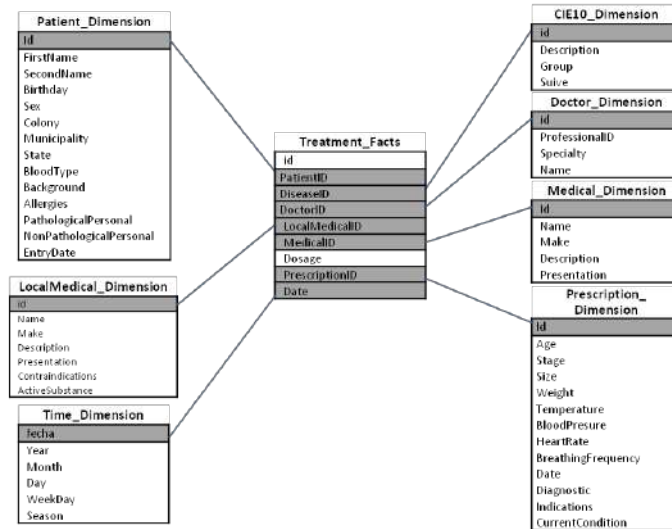 Patient_Dimension
Id
FirstName
SecondName
Birthday
Sex
Colony
Municipality
State
BloodType
Background
Allergies
PathologicalPersonal
NonPathologicalPersonal
EntryDate
LocalMedical_Dimension
id
Name
Make
Description
Presentation
Contraindications
ActiveSubstance
Time_Dimension
fecha
Year
Month
Day
WeekDay
Season
Treatment_Facts
id
PatientID
DiseaseID
DoctorID
LocalMedicalID
MedicalID
Dosage
PrescriptionID
Date
CIE10_Dimension
id
Description
Group
Suive
Doctor_Dimension
id
ProfessionalID
Specialty
Name
Medical_Dimension
Id
Name
Make
Description
Presentation
Prescription_
Dimension
Id
Age
Stage
Size
Weight
Temperature
BloodPresure
HeartRate
BreathingFrequency
Date
Diagnostic
Indications
CurrentCondition